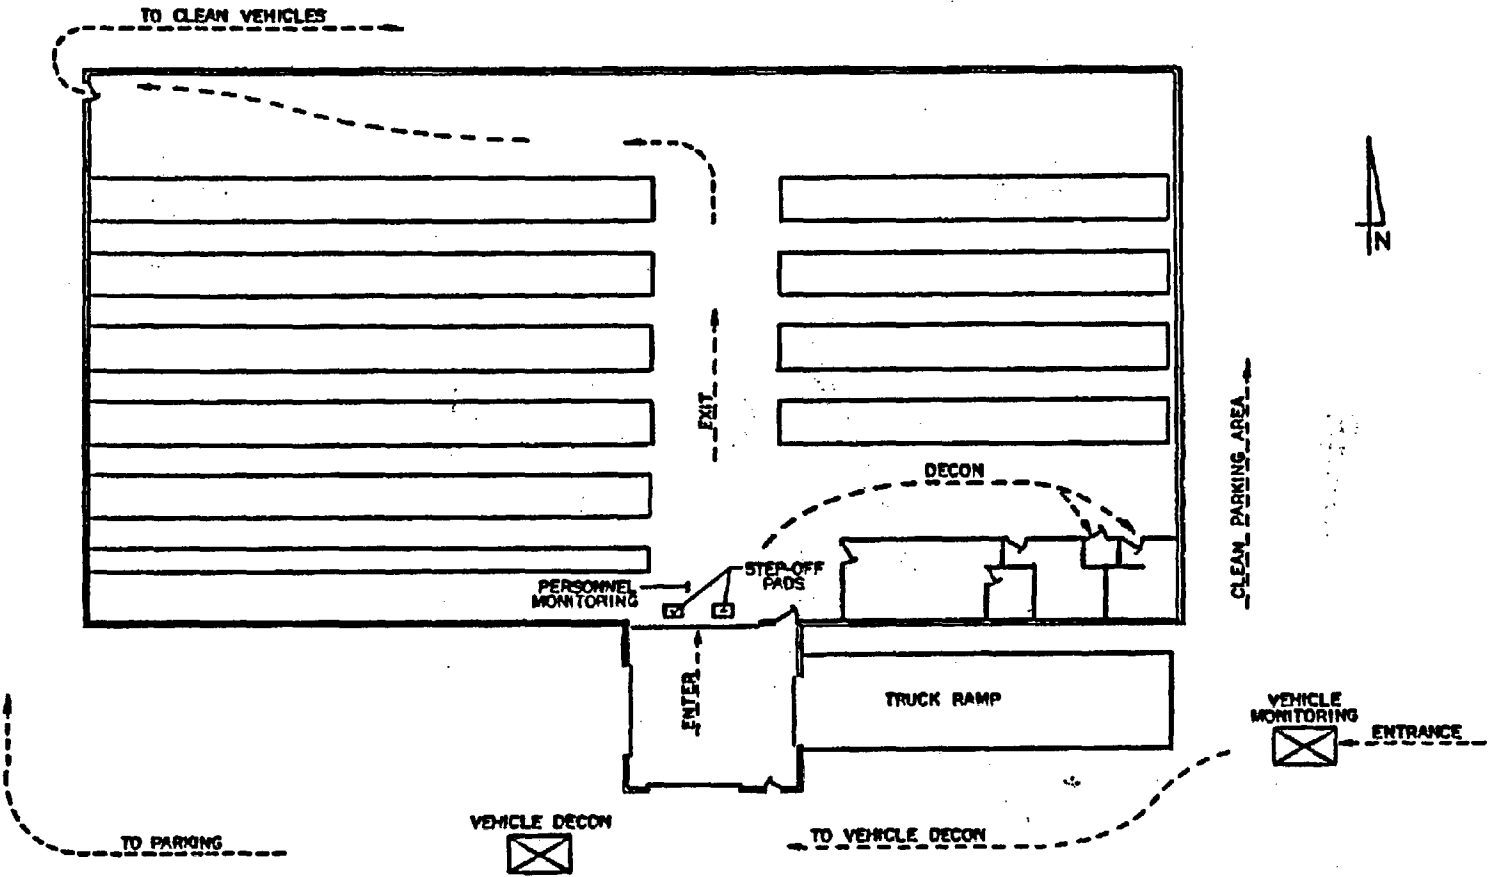 TO CLEAN VEHICLES
N
EXIT
CLEAN PARKING AREA
DECON
STEP-OFF
PADS
PERSONNEL
MONITORING
ENTER
TRUCK RAMP
VEHICLE
MONITORING
ENTRANCE
VEHICLE DECON
TO VEHICLE DECON
TO PARKING